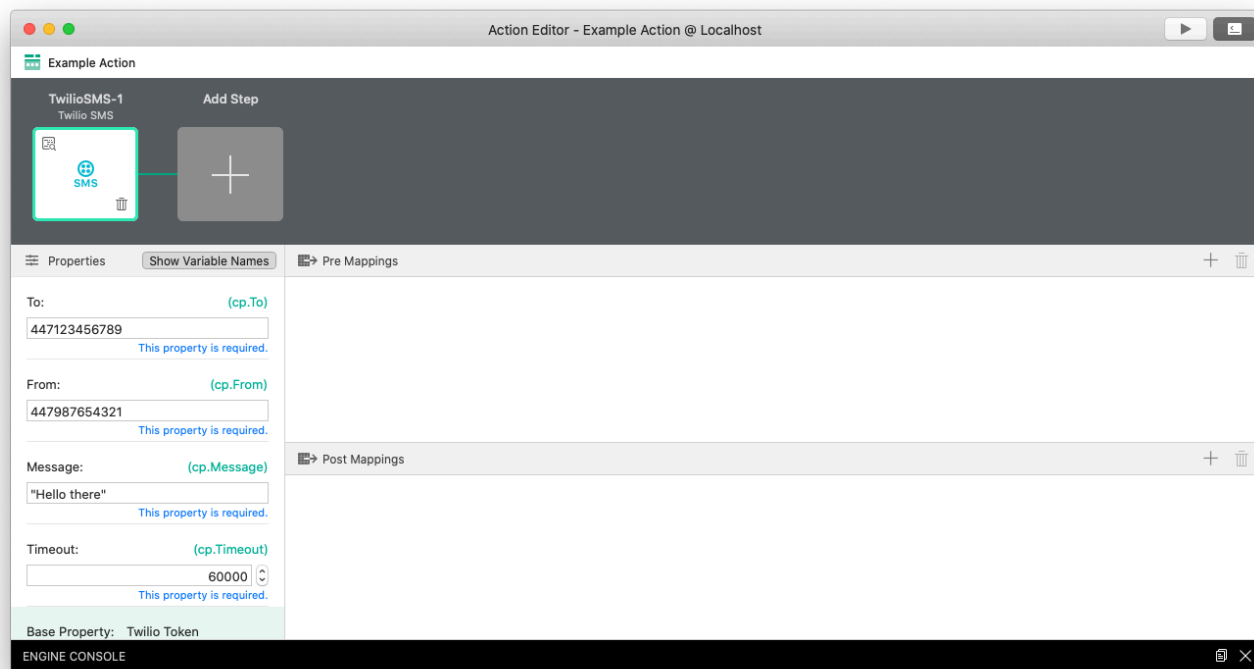 Action Editor - Example Action @ Localhost
Example Action
TwilioSMS-1
Twilio SMS
Add Step
SMS
Properties
Show Variable Names
Pre Mappings
To:
(cp.To)
447123456789
This property is required.
From:
(cp.From)
447987654321
This property is required.
Message:
(cp.Message)
"Hello there"
This property is required.
Post Mappings
Timeout:
(cp.Timeout)
60000
This property is required.
Base Property: Twilio Token
ENGINE CONSOLE